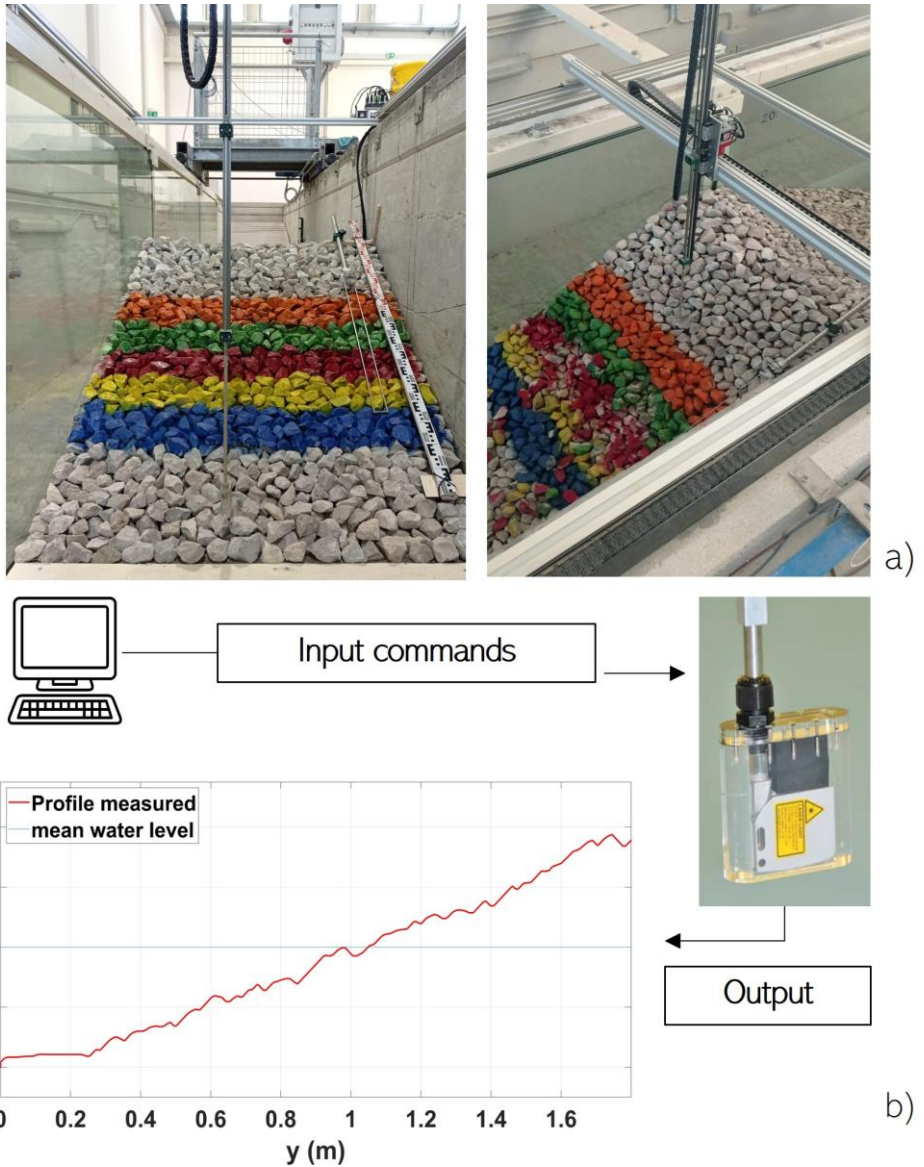 20
a)
Input commands
Profile measured
mean water level
Output
0 0.2 0.4 0.6 0.8 1 1.2 1.4 1.6
y (m)
b)